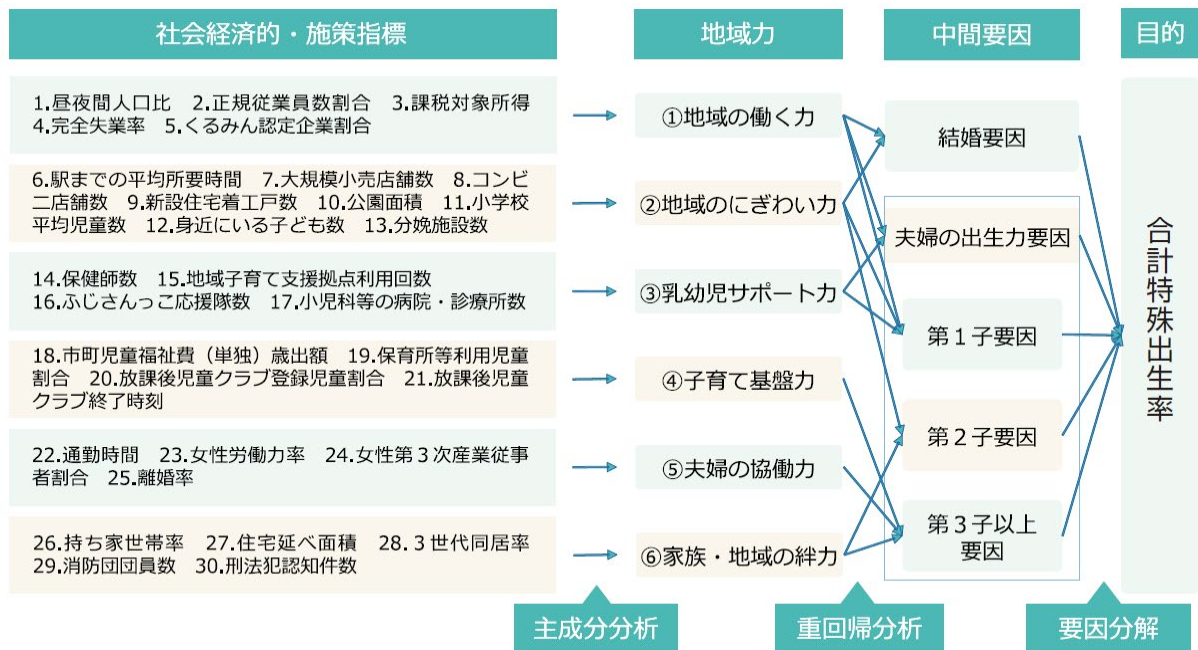 社会経済的・施策指標
地域力
中間要因
目的
1.昼夜間人口比　2.正規従業員数割合　3.課税対象所得
4.完全失業率　5.くるみん認定企業割合
①地域の働く力
結婚要因
6.駅までの平均所要時間　7.大規模小売店舗数　8.コンビ
ニ店舗数　9.新設住宅着工戸数　10.公園面積　11.小学校
平均児童数　12.身近にいる子ども数　13.分娩施設数
②地域のにぎわい力
夫婦の出生力要因
14.保健師数　15.地域子育て支援拠点利用回数
16.ふじさんっこ応援隊数　17.小児科等の病院・診療所数
③乳幼児サポート力
第１子要因
18.市町児童福祉費（単独）歳出額　19.保育所等利用児童
割合　20.放課後児童クラブ登録児童割合　21.放課後児童
クラブ終了時刻
④子育て基盤力
第２子要因
22.通勤時間　23.女性労働力率　24.女性第３次産業従事
者割合　25.離婚率
⑤夫婦の協働力
第３子以上
要因
26.持ち家世帯率　27.住宅延べ面積　28.３世代同居率
29.消防団団員数　30.刑法犯認知件数
⑥家族・地域の絆力
合計特殊出生率
主成分分析
重回帰分析
要因分解